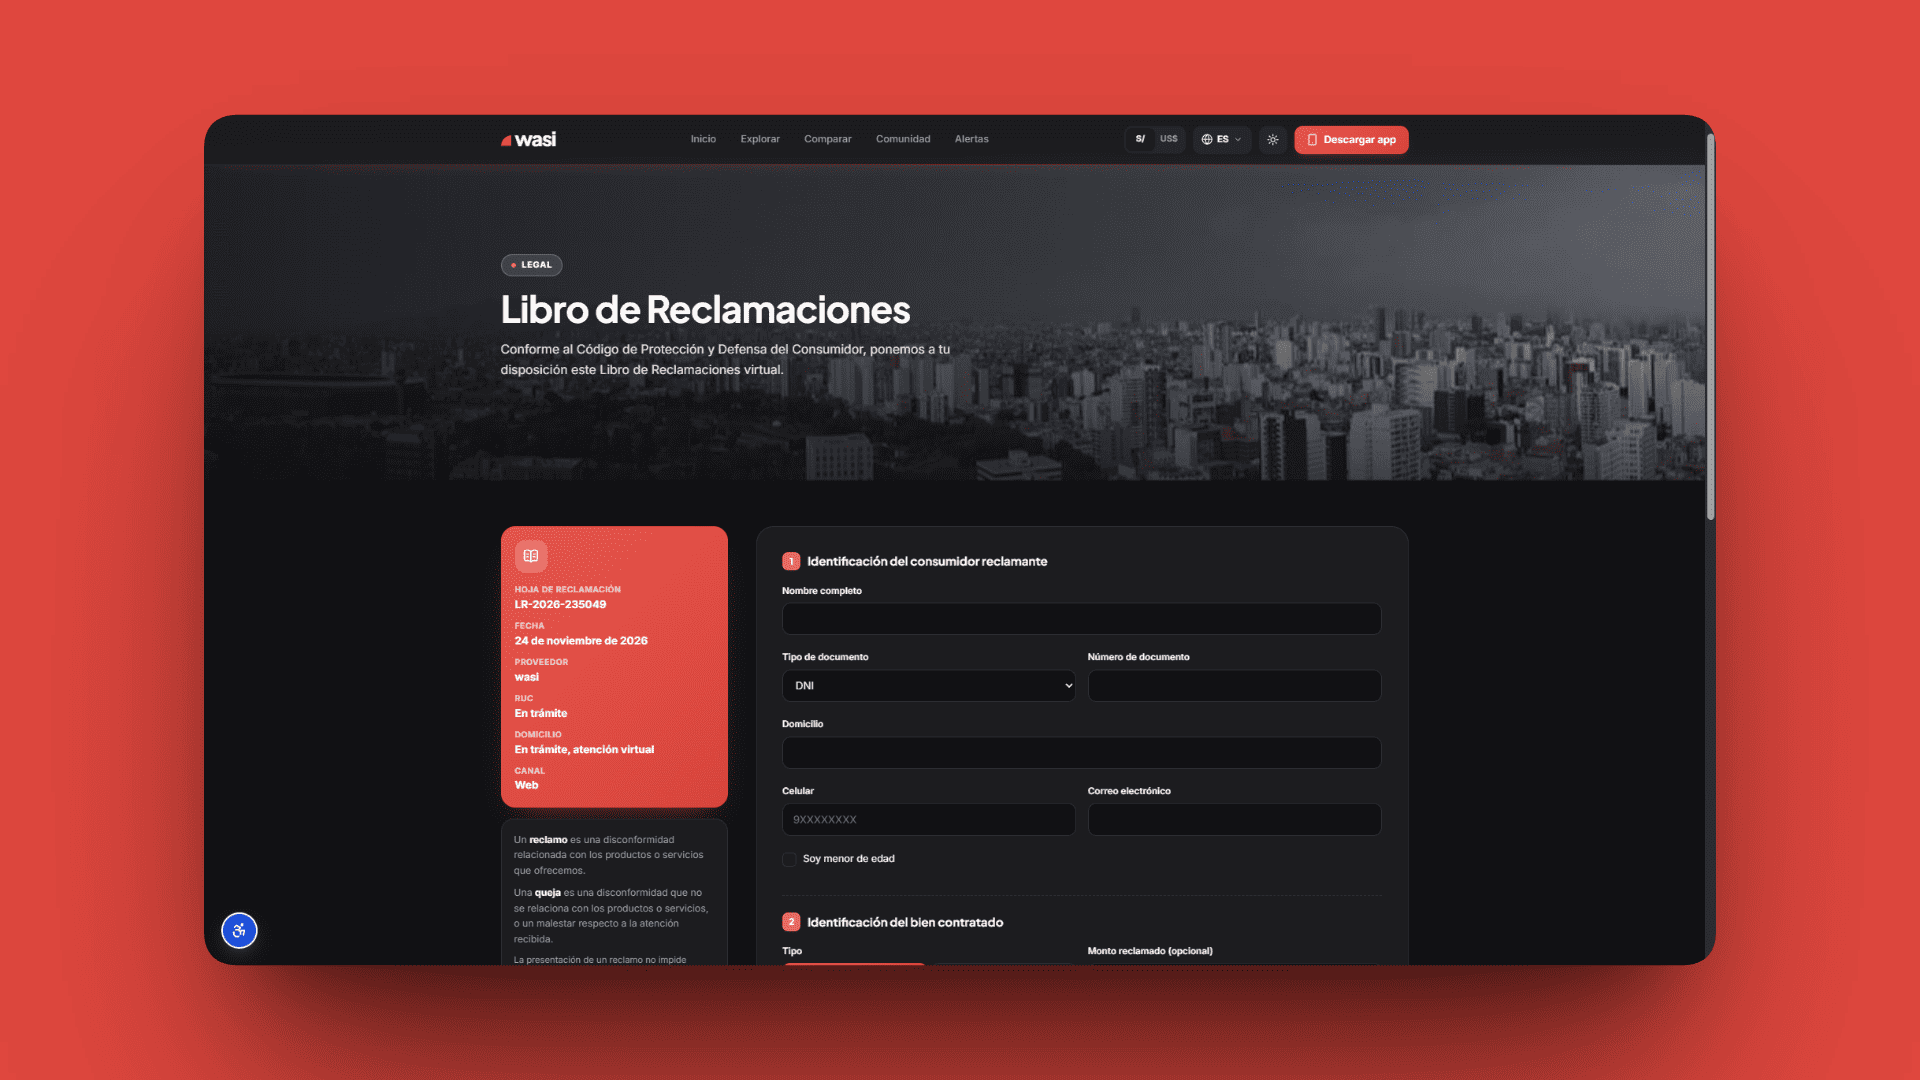 wasi
Inicio
Explorar
Comparar
Comunidad
Alertas
S/
US$
ES
Descargar app
LEGAL
Libro de Reclamaciones
Conforme al Código de Protección y Defensa del Consumidor, ponemos a tu
disposición este Libro de Reclamaciones virtual.
HOJA DE RECLAMACIÓN
LR-2026-235049
FECHA
24 de noviembre de 2026
PROVEEDOR
wasi
RUC
En trámite
DOMICILIO
En trámite, atención virtual
CANAL
Web
Un reclamo es una disconformidad
relacionada con los productos o servicios
que ofrecemos.
Una queja es una disconformidad que no
se relaciona con los productos o servicios,
o un malestar respecto a la atención
recibida.
La presentación de un reclamo no impide
1 Identificación del consumidor reclamante
Nombre completo
Tipo de documento
Número de documento
DNI
Domicilio
Celular
Correo electrónico
9XXXXXXXX
Soy menor de edad
2 Identificación del bien contratado
Tipo
Monto reclamado (opcional)